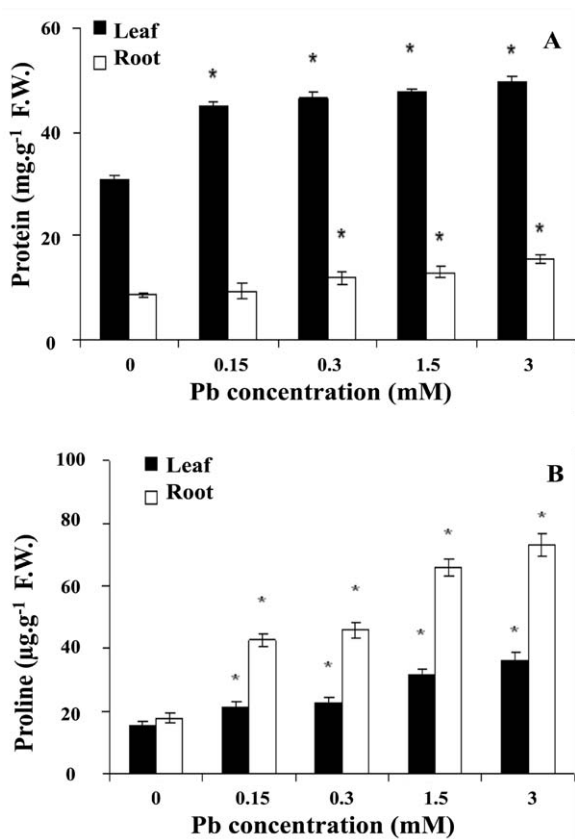 60
Leaf
Root
A
*
*
*
*
40
20
*
*
*
0
Protein (mg.g⁻¹ F.W.)
0 0.15 0.3 1.5 3
Pb concentration (mM)
100
Leaf
Root
B
80
*
*
60
*
*
40
*
*
*
*
20
0
Proline (µg.g⁻¹ F.W.)
0 0.15 0.3 1.5 3
Pb concentration (mM)